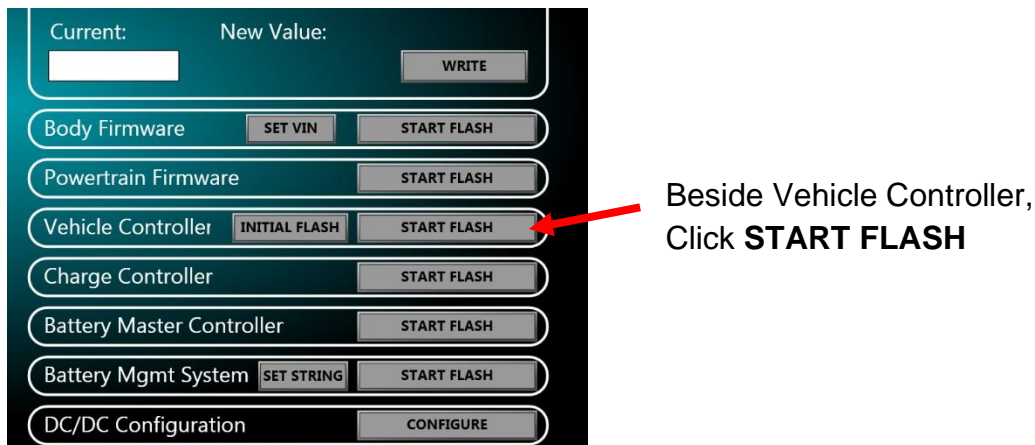 Current: New Value:
WRITE
Body Firmware SET VIN START FLASH
Powertrain Firmware START FLASH
Vehicle Controller INITIAL FLASH START FLASH
Beside Vehicle Controller,
Click START FLASH
Charge Controller START FLASH
Battery Master Controller START FLASH
Battery Mgmt System SET STRING START FLASH
DC/DC Configuration CONFIGURE